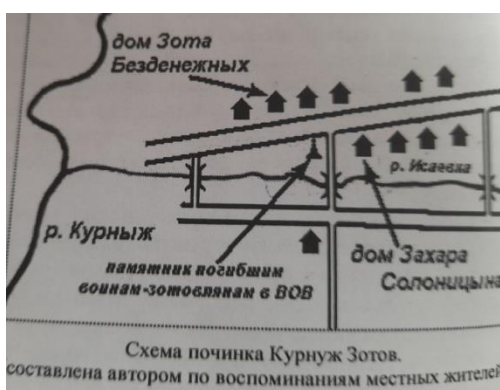 дом Зота
Безденежных
р. Исаевка
р. Курныж
дом Захара
Солоницына
памятник погибшим
воинам-зотовлянам в ВОВ
Схема починка Курнуж Зотов.
составлена автором по воспоминаниям местных жителей